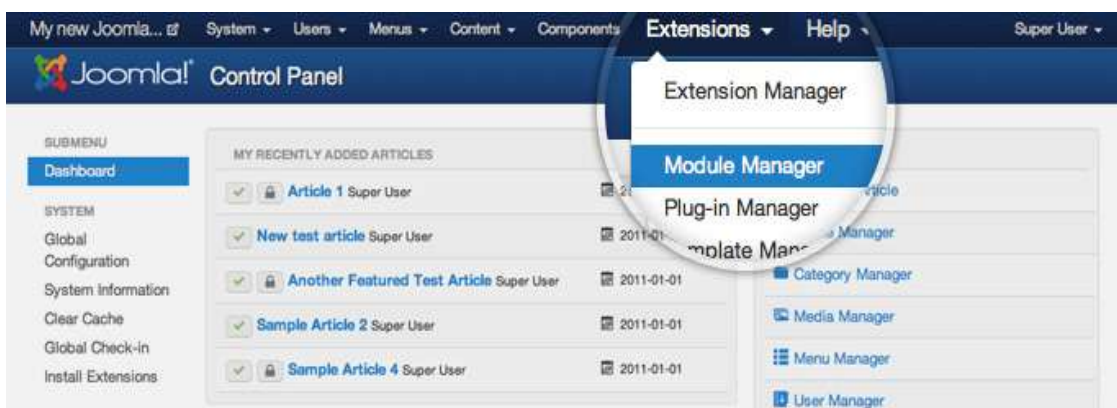 My new Joomla... System Users Menus Content Components Extensions Help Super User
Joomla! Control Panel
Extension Manager
Module Manager
Plug-in Manager
SUBMENU
Dashboard
SYSTEM
Global
Configuration
System Information
Clear Cache
Global Check-in
Install Extensions
MY RECENTLY ADDED ARTICLES
Article 1 Super User
New test article Super User
Another Featured Test Article Super User 2011-01-01
Sample Article 2 Super User 2011-01-01
Sample Article 4 Super User 2011-01-01
Manager
Category Manager
Media Manager
Menu Manager
User Manager